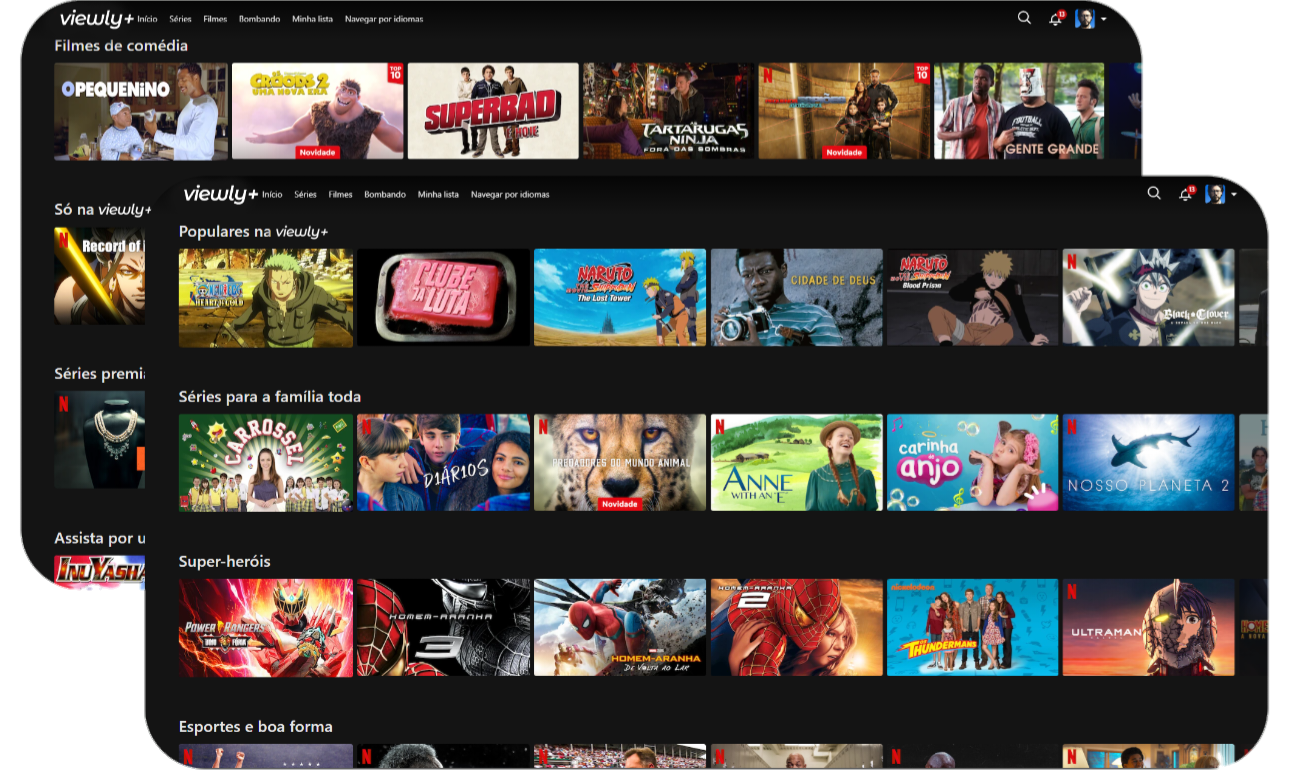 viewly+ Início Séries Filmes Bombando Minha lista Navegar por idiomas 13
Filmes de comédia
O PEQUENINO
TOP 10
OS CROODS 2
UMA NOVA ERA
Novidade
SUPERBAD
É HOJE
TARTARUGAS
NINJA
FORA DAS SOMBRAS
N
TOP 10
Novidade
FOOTBALL
GENTE GRANDE
Só na viewly+
N
Record of
Séries premi
N
Assista por u
INUYASHA
viewly+ Início Séries Filmes Bombando Minha lista Navegar por idiomas 13
Populares na viewly+
ONE PIECE
HEART OF GOLD
CLUBE
DA
LUTA
NARUTO
SHIPPUDEN
The Lost Tower
CIDADE DE DEUS
NARUTO
SHIPPUDEN
Blood Prison
N
Black Clover
Séries para a família toda
CARROSSEL
N
DIÁRIOS
N
PREDADORES DO MUNDO ANIMAL
Novidade
N
ANNE
WITH AN "E"
carinha
de
anjo
N
NOSSO PLANETA 2
Super-heróis
POWER RANGERS
DINO FÚRIA
HOMEM-ARANHA
3
HOMEM-ARANHA
DE VOLTA AO LAR
HOMEM-ARANHA
2
nickelodeon
THUNDERMANS
N
ULTRAMAN
Esportes e boa forma
N
N
N
N
N
N